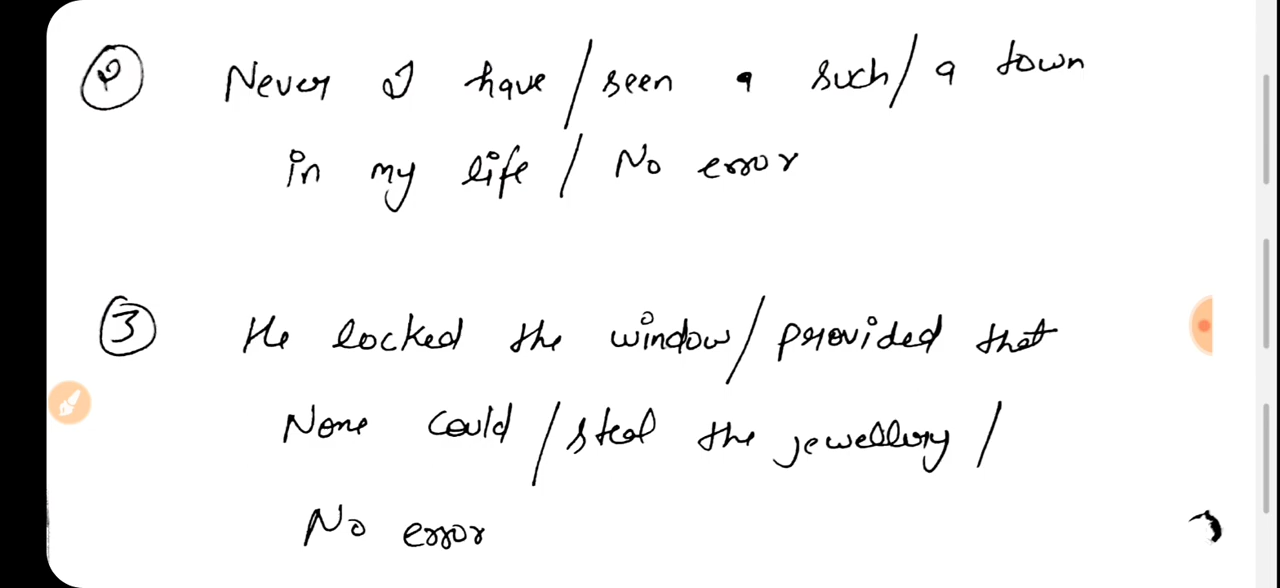 ② Never I have / seen a such / a town
in my life / No error
③ He locked the window / provided that
None could / steal the jewellery /
No error